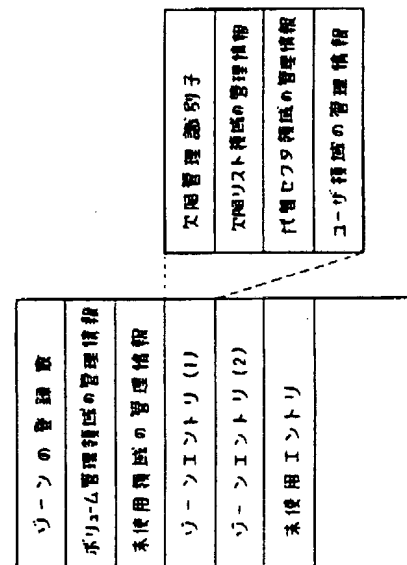 欠陥管理識別子
欠陥リスト領域の管理情報
代替セクタ領域の管理情報
ユーザ領域の管理情報
ゾーンの登録数
ボリューム管理領域の管理情報
未使用領域の管理情報
ゾーンエントリ(1)
ゾーンエントリ(2)
未使用エントリ